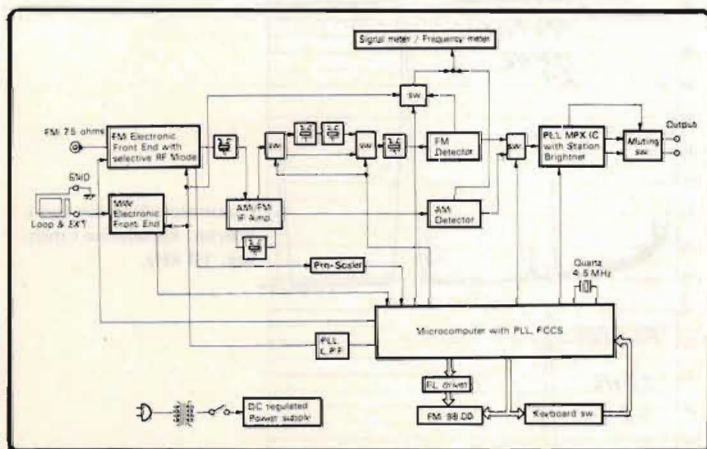 Signal meter / Frequency meter
SW
FM 75 ohms
FM Electronic
Front End with
selective RF Mode
SW
SW
FM
Detector
SW
PLL MPX IC
with Station
Brightner
Muting
SW
Output
GND
Loop & EXT
MW
Electronic
Front End
AM/FM
IF Amp.
AM
Detector
Pre-Scaler
Quartz
4.5 MHz
Microcomputer with PLL, FCCS
PLL
L.P.F
FL driver
DC regulated
Power supply
FM 98.00
Keyboard sw.